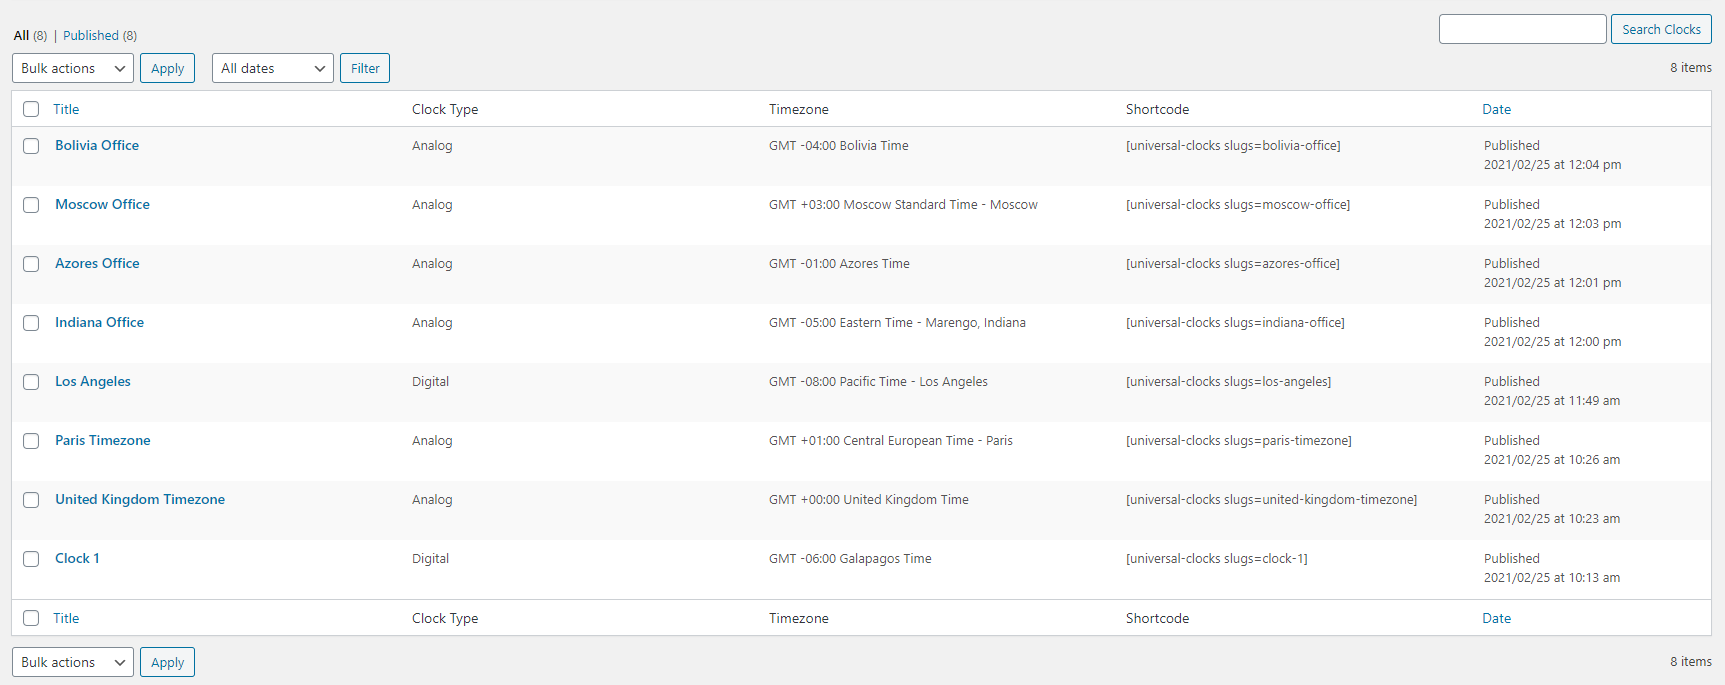 All (8) | Published (8)
Search Clocks
Bulk actions Apply All dates Filter
8 items
Title Clock Type Timezone Shortcode Date
Bolivia Office Analog GMT -04:00 Bolivia Time [universal-clocks slugs=bolivia-office] Published
2021/02/25 at 12:04 pm
Moscow Office Analog GMT +03:00 Moscow Standard Time - Moscow [universal-clocks slugs=moscow-office] Published
2021/02/25 at 12:03 pm
Azores Office Analog GMT -01:00 Azores Time [universal-clocks slugs=azores-office] Published
2021/02/25 at 12:01 pm
Indiana Office Analog GMT -05:00 Eastern Time - Marengo, Indiana [universal-clocks slugs=indiana-office] Published
2021/02/25 at 12:00 pm
Los Angeles Digital GMT -08:00 Pacific Time - Los Angeles [universal-clocks slugs=los-angeles] Published
2021/02/25 at 11:49 am
Paris Timezone Analog GMT +01:00 Central European Time - Paris [universal-clocks slugs=paris-timezone] Published
2021/02/25 at 10:26 am
United Kingdom Timezone Analog GMT +00:00 United Kingdom Time [universal-clocks slugs=united-kingdom-timezone] Published
2021/02/25 at 10:23 am
Clock 1 Digital GMT -06:00 Galapagos Time [universal-clocks slugs=clock-1] Published
2021/02/25 at 10:13 am
Title Clock Type Timezone Shortcode Date
Bulk actions Apply
8 items